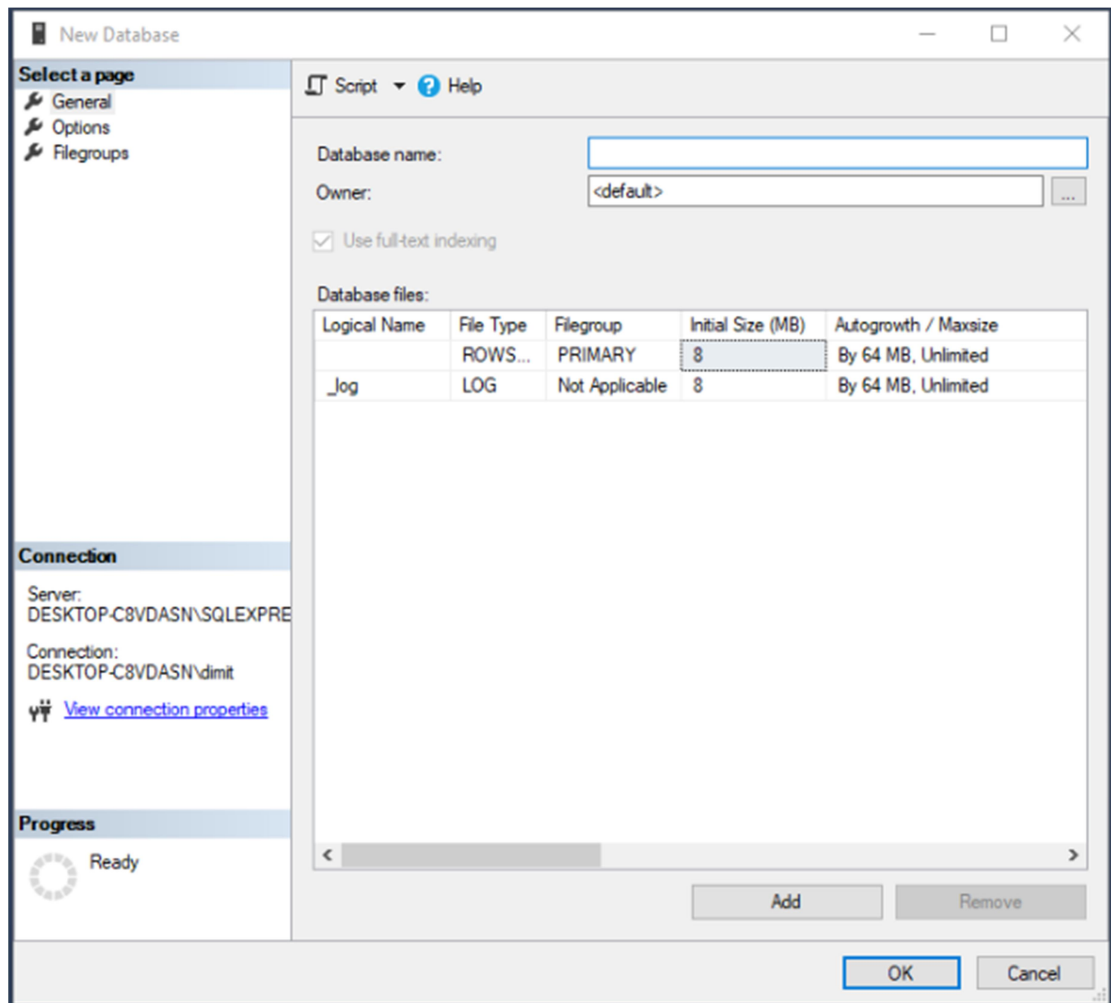 New Database
Select a page
General
Options
Filegroups
Script Help
Database name:
Owner: <default> ...
Use full-text indexing
Database files:
Logical Name File Type Filegroup Initial Size (MB) Autogrowth / Maxsize
ROWS... PRIMARY 8 By 64 MB, Unlimited
_log LOG Not Applicable 8 By 64 MB, Unlimited
Connection
Server:
DESKTOP-C8VDASN\SQLEXPRE
Connection:
DESKTOP-C8VDASN\dimit
View connection properties
Progress
Ready
Add Remove
OK Cancel